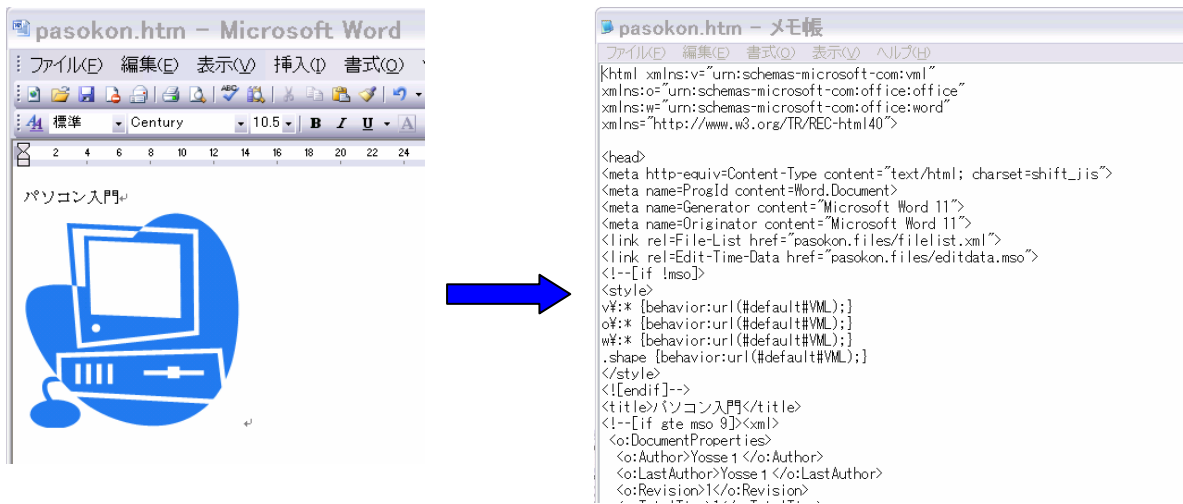 pasokon.htm - Microsoft Word
ファイル(F) 編集(E) 表示(V) 挿入(I) 書式(O)
標準 Century 10.5 B I U A
2 4 6 8 10 12 14 16 18 20 22 24
パソコン入門
pasokon.htm - メモ帳
ファイル(F) 編集(E) 書式(O) 表示(V) ヘルプ(H)
<html xmlns:v="urn:schemas-microsoft-com:vml"
xmlns:o="urn:schemas-microsoft-com:office:office"
xmlns:w="urn:schemas-microsoft-com:office:word"
xmlns="http://www.w3.org/TR/REC-html40">
<head>
<meta http-equiv=Content-Type content="text/html; charset=shift_jis">
<meta name=ProgId content=Word.Document>
<meta name=Generator content="Microsoft Word 11">
<meta name=Originator content="Microsoft Word 11">
<link rel=File-List href="pasokon.files/filelist.xml">
<link rel=Edit-Time-Data href="pasokon.files/editdata.mso">
<!--[if !mso]>
<style>
v¥:* {behavior:url(#default#VML);}
o¥:* {behavior:url(#default#VML);}
w¥:* {behavior:url(#default#VML);}
.shape {behavior:url(#default#VML);}
</style>
<![endif]-->
<title>パソコン入門</title>
<!--[if gte mso 9]><xml>
<o:DocumentProperties>
<o:Author>Yosse1</o:Author>
<o:LastAuthor>Yosse1</o:LastAuthor>
<o:Revision>1</o:Revision>